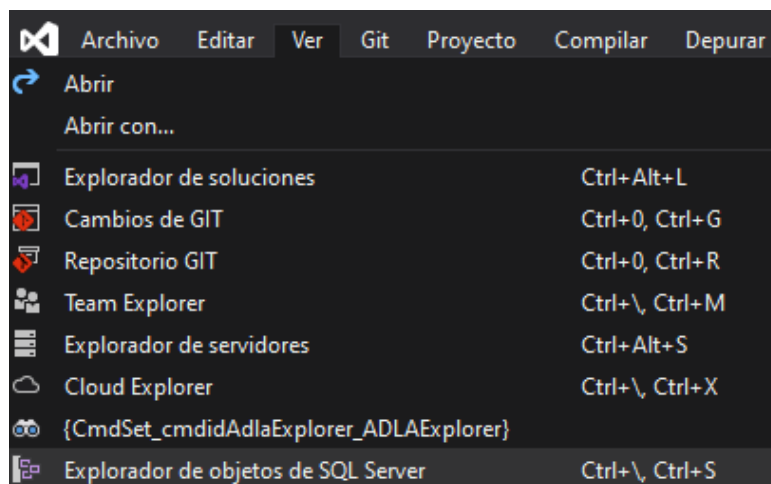 Archivo Editar Ver Git Proyecto Compilar Depurar
Abrir
Abrir con...
Explorador de soluciones Ctrl+Alt+L
Cambios de GIT Ctrl+0, Ctrl+G
Repositorio GIT Ctrl+0, Ctrl+R
Team Explorer Ctrl+\, Ctrl+M
Explorador de servidores Ctrl+Alt+S
Cloud Explorer Ctrl+\, Ctrl+X
{CmdSet_cmdidAdlaExplorer_ADLAExplorer}
Explorador de objetos de SQL Server Ctrl+\, Ctrl+S